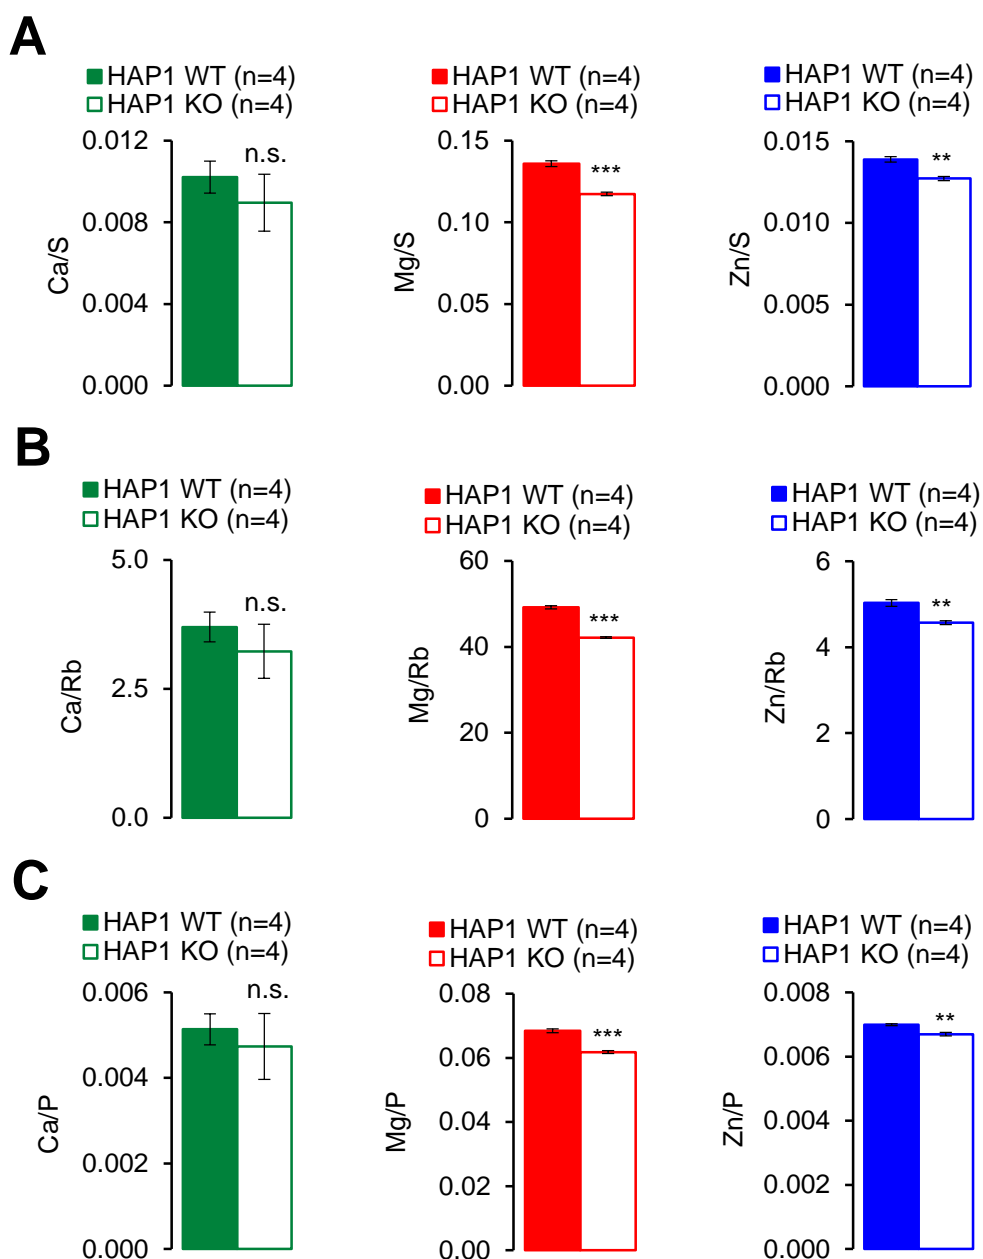 A
HAP1 WT (n=4)
HAP1 KO (n=4)
0.012
0.008
0.004
0.000
Ca/S
n.s.
HAP1 WT (n=4)
HAP1 KO (n=4)
0.15
0.10
0.05
0.00
Mg/S
***
HAP1 WT (n=4)
HAP1 KO (n=4)
0.015
0.010
0.005
0.000
Zn/S
**
B
HAP1 WT (n=4)
HAP1 KO (n=4)
5.0
2.5
0.0
Ca/Rb
n.s.
HAP1 WT (n=4)
HAP1 KO (n=4)
60
40
20
0
Mg/Rb
***
HAP1 WT (n=4)
HAP1 KO (n=4)
6
4
2
0
Zn/Rb
**
C
HAP1 WT (n=4)
HAP1 KO (n=4)
0.006
0.004
0.002
0.000
Ca/P
n.s.
HAP1 WT (n=4)
HAP1 KO (n=4)
0.08
0.06
0.04
0.02
0.00
Mg/P
***
HAP1 WT (n=4)
HAP1 KO (n=4)
0.008
0.006
0.004
0.002
0.000
Zn/P
**